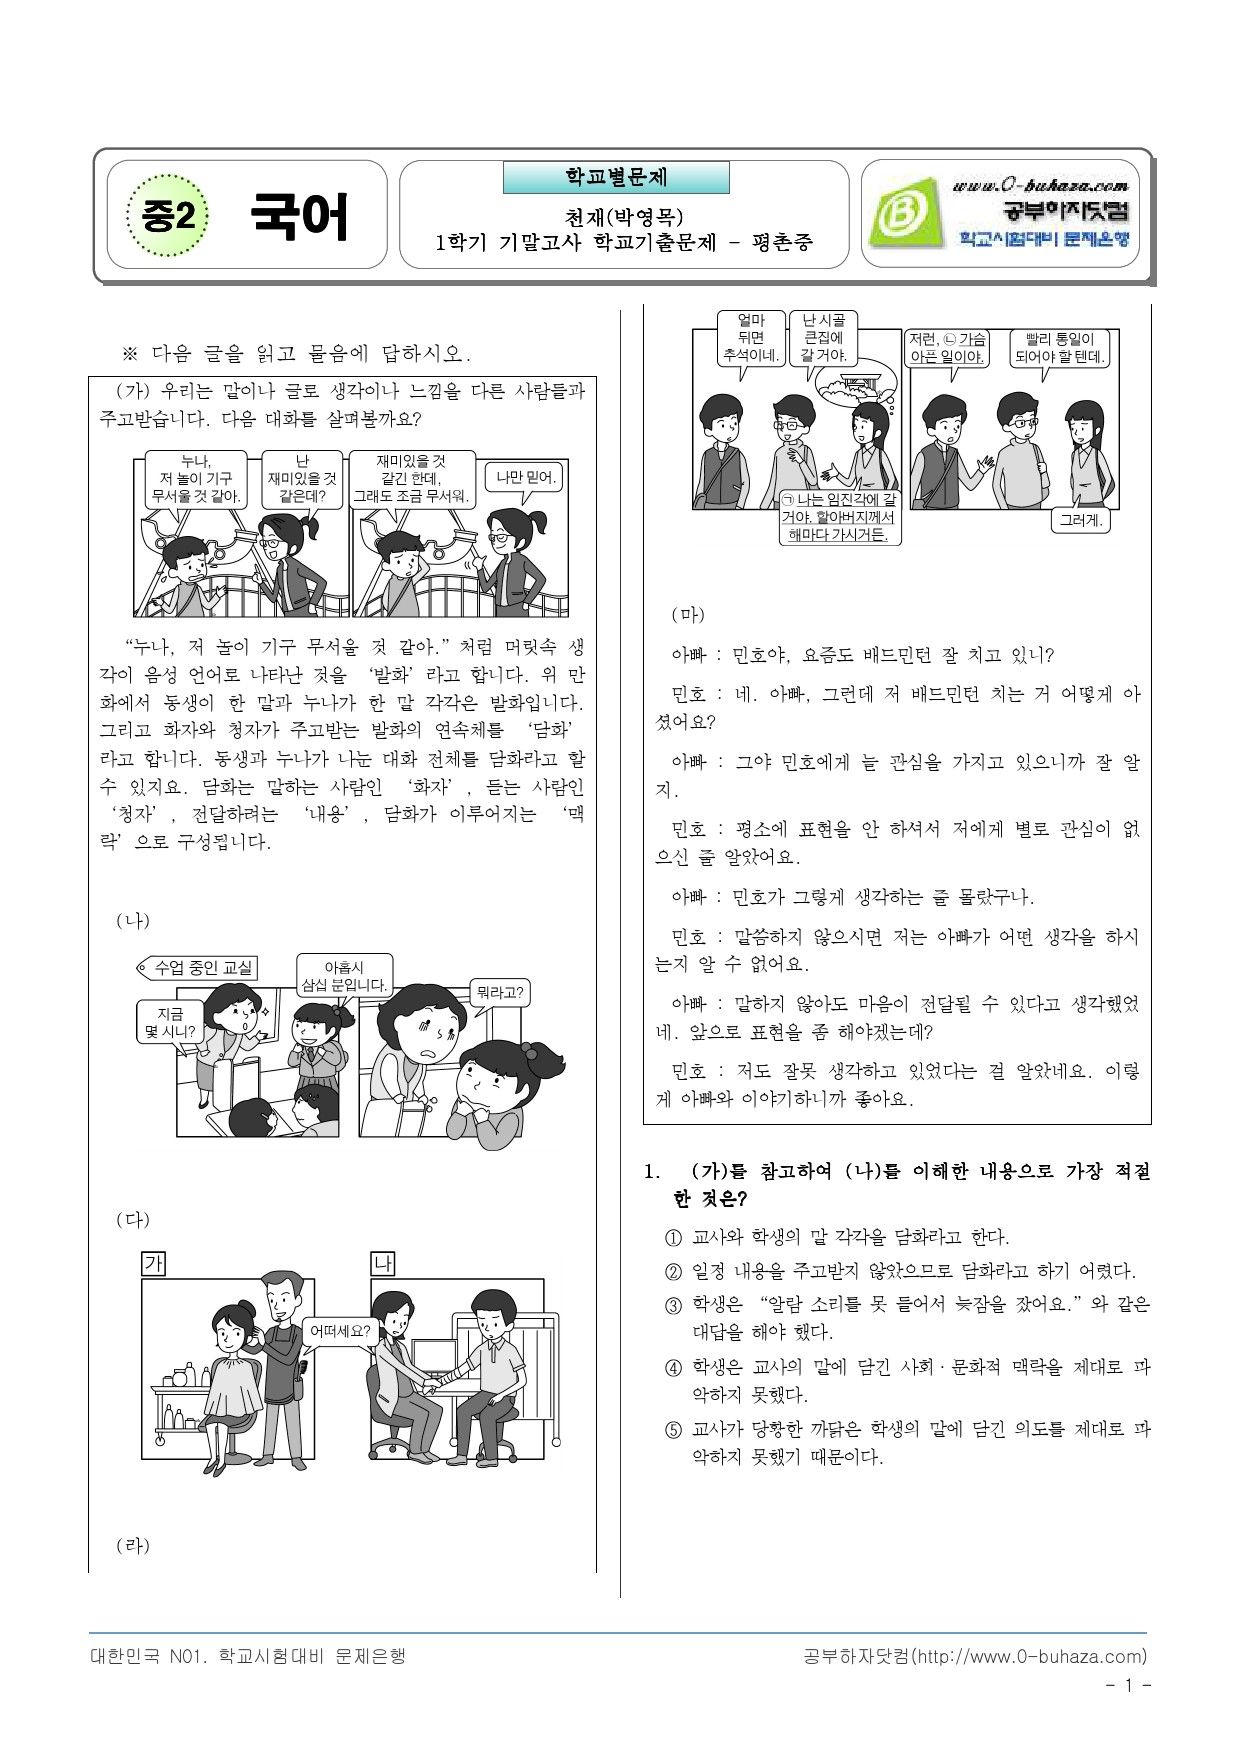 중2
국어
학교별문제
천재(박영목)
1학기 기말고사 학교기출문제 - 평촌중
www.0-buhaza.com
공부하자닷컴
학교시험대비 문제은행
※ 다음 글을 읽고 물음에 답하시오.
(가) 우리는 말이나 글로 생각이나 느낌을 다른 사람들과
주고받습니다. 다음 대화를 살펴볼까요?
누나,
저 놀이 기구
무서울 것 같아.
난
재미있을 것
같은데?
재미있을 것
같긴 한데,
그래도 조금 무서워.
나만 믿어.
“누나, 저 놀이 기구 무서울 것 같아.” 처럼 머릿속 생
각이 음성 언어로 나타난 것을 ‘발화’라고 합니다. 위 만
화에서 동생이 한 말과 누나가 한 말 각각은 발화입니다.
그리고 화자와 청자가 주고받는 발화의 연속체를 ‘담화’
라고 합니다. 동생과 누나가 나눈 대화 전체를 담화라고 할
수 있지요. 담화는 말하는 사람인 ‘화자’, 듣는 사람인
‘청자’, 전달하려는 ‘내용’, 담화가 이루어지는 ‘맥
락’으로 구성됩니다.
(나)
수업 중인 교실
지금
몇 시니?
아홉시
삼십 분입니다.
뭐라고?
(다)
가
나
어떠세요?
(라)
얼마
뒤면
추석이네.
난 시골
큰집에
갈 거야.
㉠ 나는 임진각에 갈
거야. 할아버지께서
해마다 가시거든.
저런, ㉡ 가슴
아픈 일이야.
빨리 통일이
되어야 할 텐데.
그러게.
(마)
아빠 : 민호야, 요즘도 배드민턴 잘 치고 있니?
민호 : 네. 아빠, 그런데 저 배드민턴 치는 거 어떻게 아
셨어요?
아빠 : 그야 민호에게 늘 관심을 가지고 있으니까 잘 알
지.
민호 : 평소에 표현을 안 하셔서 저에게 별로 관심이 없
으신 줄 알았어요.
아빠 : 민호가 그렇게 생각하는 줄 몰랐구나.
민호 : 말씀하지 않으시면 저는 아빠가 어떤 생각을 하시
는지 알 수 없어요.
아빠 : 말하지 않아도 마음이 전달될 수 있다고 생각했었
네. 앞으로 표현을 좀 해야겠는데?
민호 : 저도 잘못 생각하고 있었다는 걸 알았네요. 이렇
게 아빠와 이야기하니까 좋아요.
1. (가)를 참고하여 (나)를 이해한 내용으로 가장 적절
한 것은?
① 교사와 학생의 말 각각을 담화라고 한다.
② 일정 내용을 주고받지 않았으므로 담화라고 하기 어렵다.
③ 학생은 “알람 소리를 못 들어서 늦잠을 잤어요.”와 같은
대답을 해야 했다.
④ 학생은 교사의 말에 담긴 사회·문화적 맥락을 제대로 파
악하지 못했다.
⑤ 교사가 당황한 까닭은 학생의 말에 담긴 의도를 제대로 파
악하지 못했기 때문이다.
대한민국 N01. 학교시험대비 문제은행
공부하자닷컴(http://www.0-buhaza.com)
- 1 -